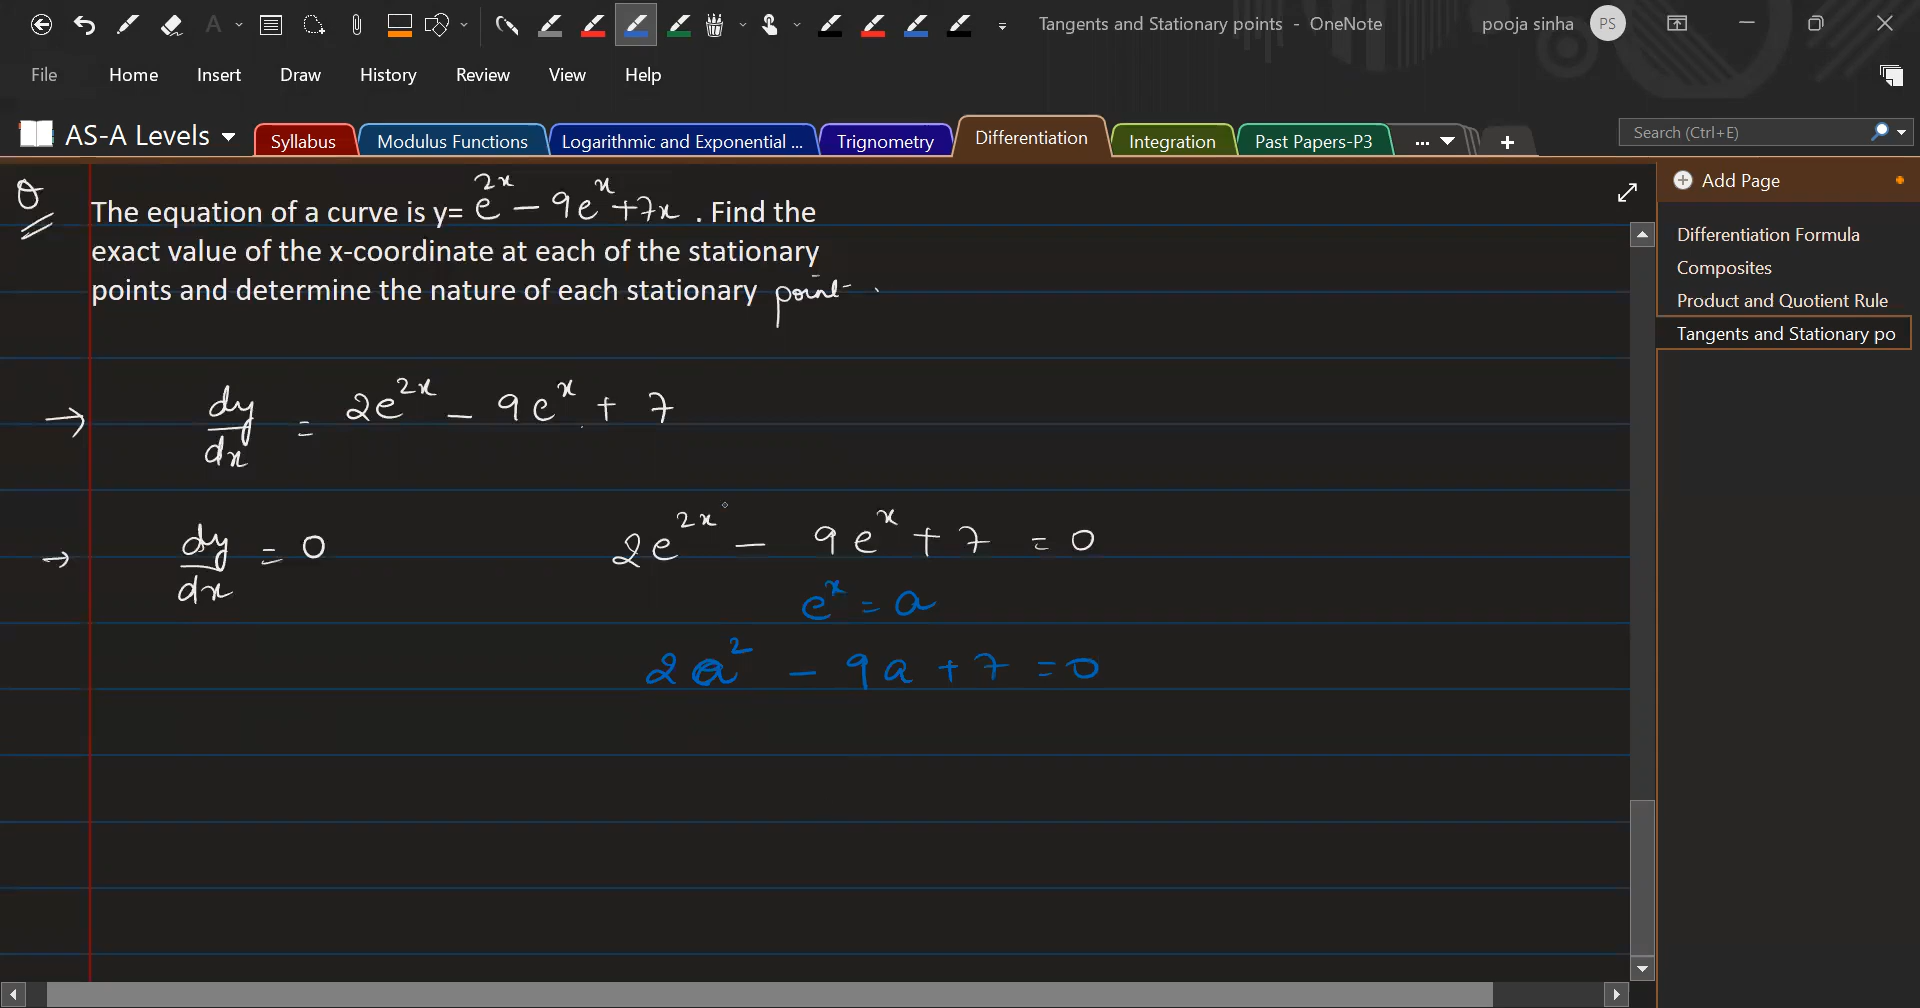 Tangents and Stationary points - OneNote
pooja sinha
PS
File Home Insert Draw History Review View Help
AS-A Levels
Syllabus
Modulus Functions
Logarithmic and Exponential ...
Trignometry
Differentiation
Integration
Past Papers-P3
...
+
Search (Ctrl+E)
Q
The equation of a curve is y= e^2x - 9e^x + 7x . Find the
exact value of the x-coordinate at each of the stationary
points and determine the nature of each stationary point.
→ dy/dx = 2e^2x - 9e^x + 7
→ dy/dx = 0 2e^2x - 9e^x + 7 = 0
e^x = a
2a^2 - 9a + 7 = 0
Add Page
Differentiation Formula
Composites
Product and Quotient Rule
Tangents and Stationary po